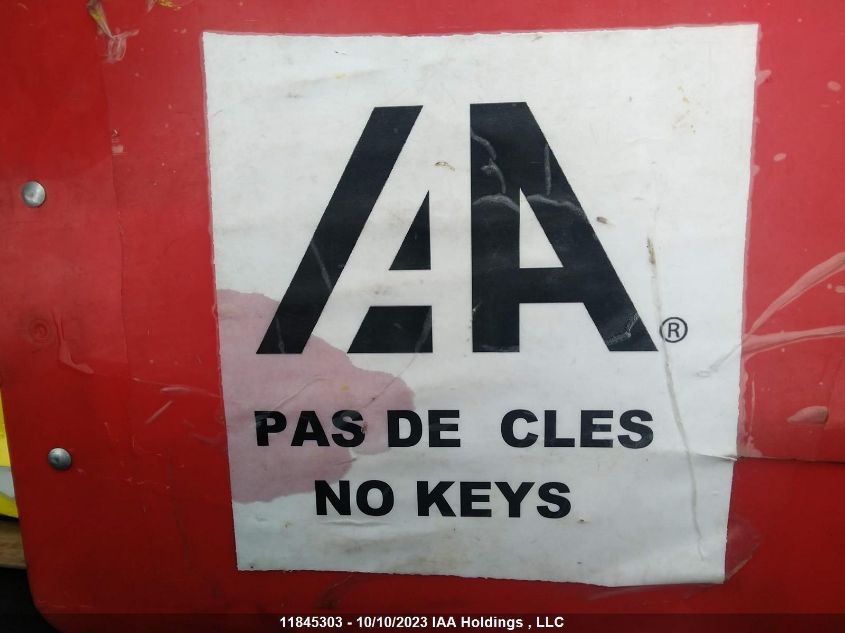 IAA®
PAS DE CLES
NO KEYS
11845303 - 10/10/2023 IAA Holdings , LLC